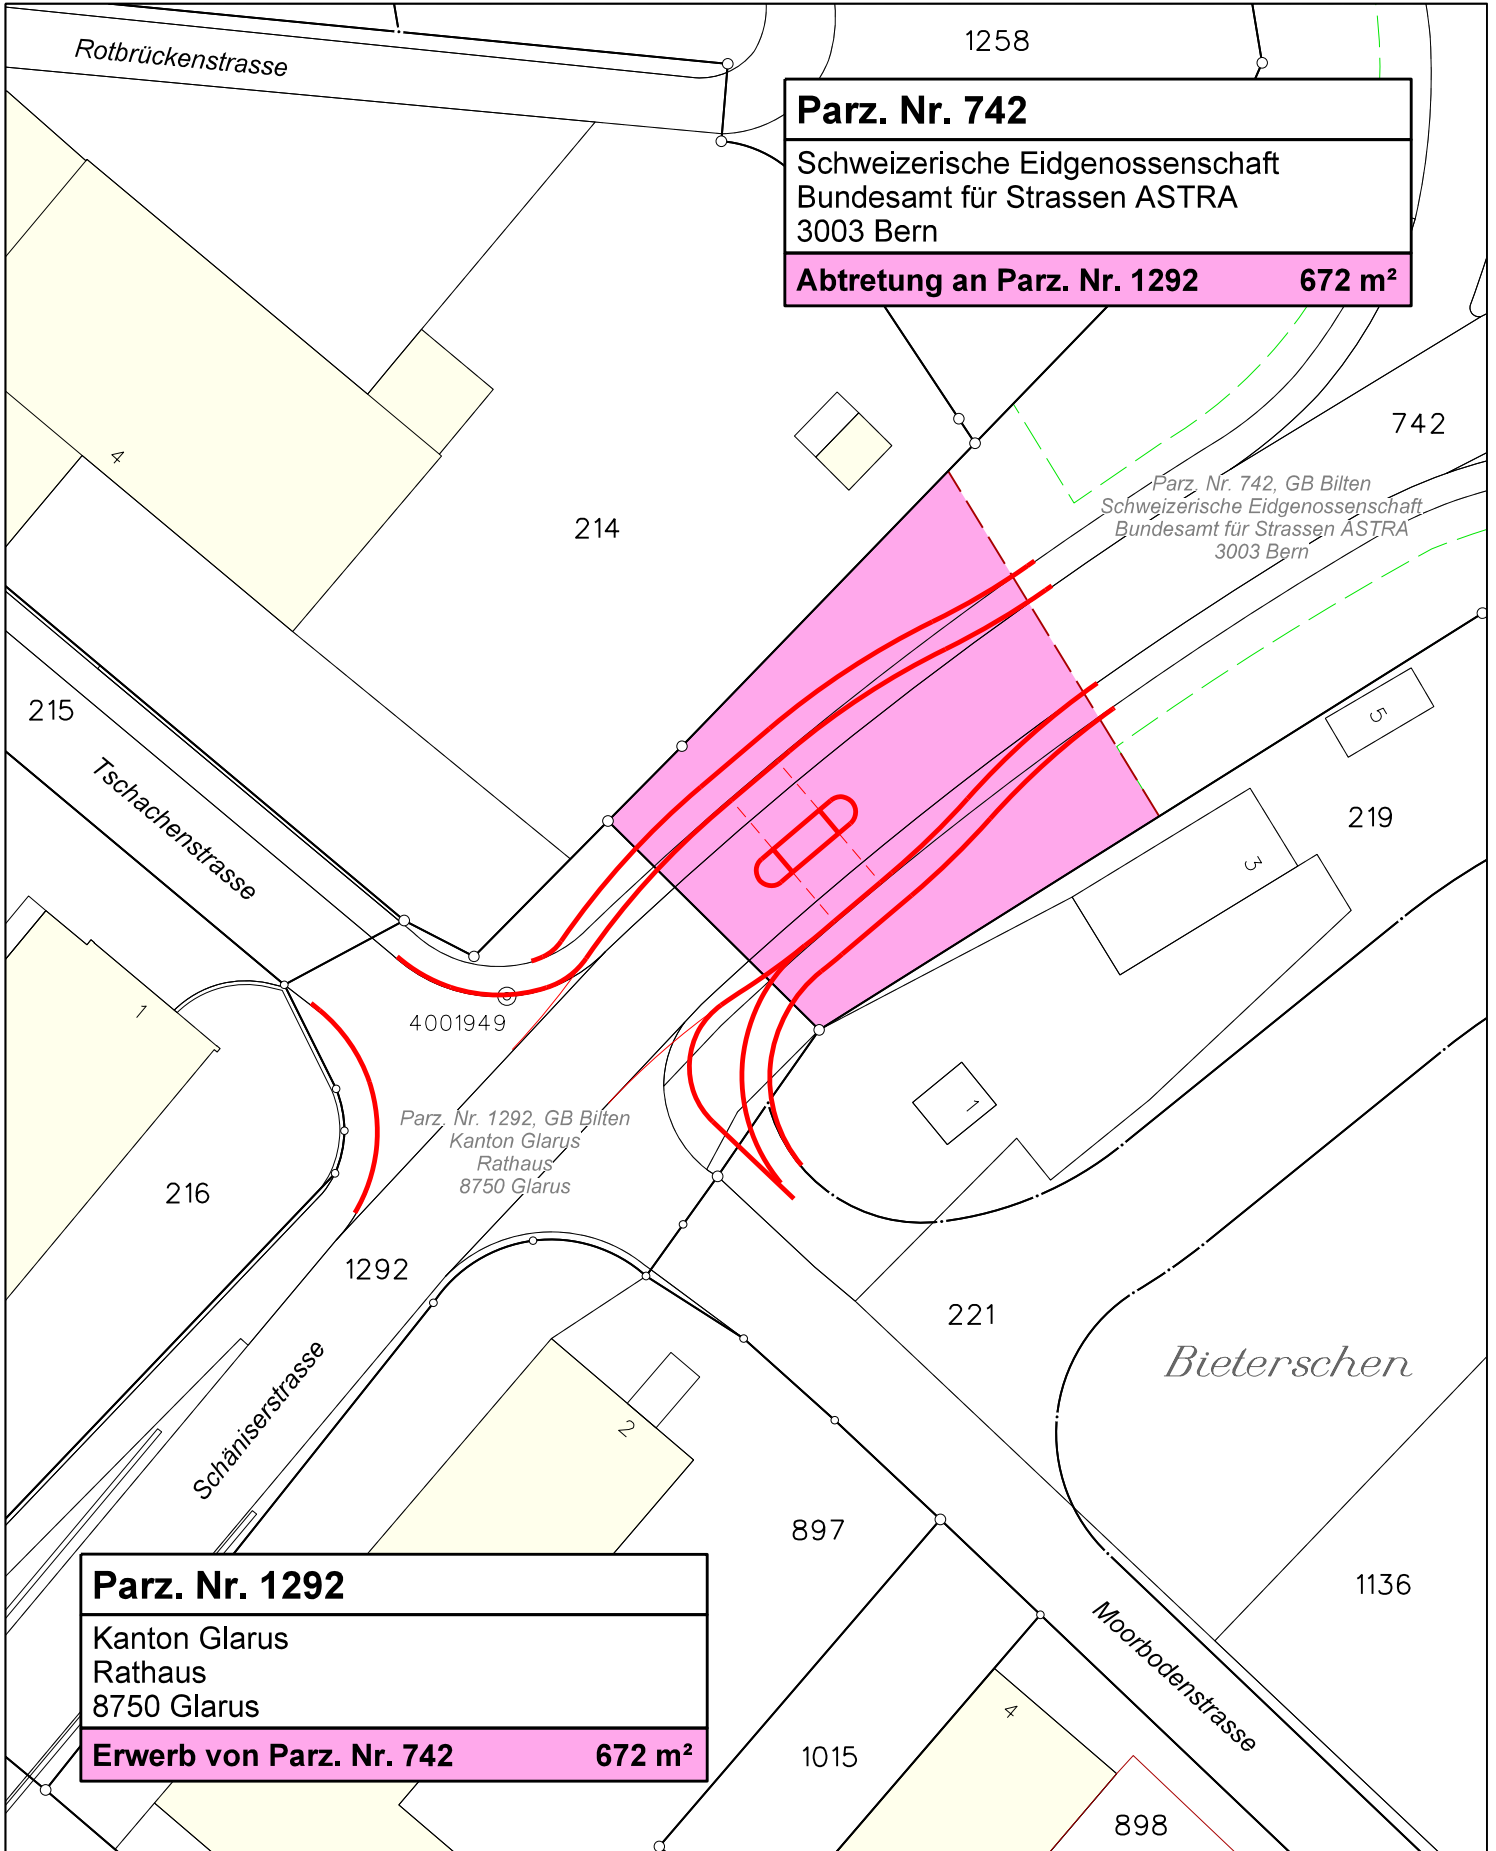 Rotbrückenstrasse
1258
Parz. Nr. 742
Schweizerische Eidgenossenschaft
Bundesamt für Strassen ASTRA
3003 Bern
Abtretung an Parz. Nr. 1292 672 m²
742
4
Parz. Nr. 742, GB Bilten
Schweizerische Eidgenossenschaft
Bundesamt für Strassen ASTRA
3003 Bern
214
215
5
Tschachenstrasse
219
3
1
4001949
1
Parz. Nr. 1292, GB Bilten
Kanton Glarus
Rathaus
8750 Glarus
216
1292
221
Bieterschen
Schäniserstrasse
2
897
Parz. Nr. 1292
Kanton Glarus
Rathaus
8750 Glarus
Erwerb von Parz. Nr. 742 672 m²
1136
Moorbodenstrasse
4
1015
898